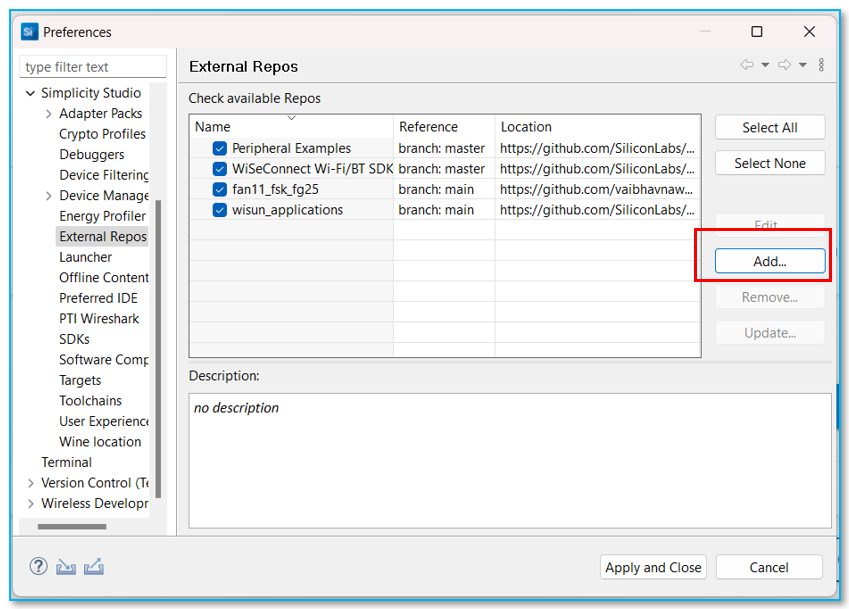 Si
Preferences
type filter text
Simplicity Studio
Adapter Packs
Crypto Profiles
Debuggers
Device Filtering
Device Manage
Energy Profiler
External Repos
Launcher
Offline Content
Preferred IDE
PTI Wireshark
SDKs
Software Comp
Targets
Toolchains
User Experience
Wine location
Terminal
Version Control (Te
Wireless Developr
External Repos
Check available Repos
Name Reference Location
Peripheral Examples branch: master https://github.com/SiliconLabs/...
WiSeConnect Wi-Fi/BT SDK branch: master https://github.com/SiliconLabs/...
fan11_fsk_fg25 branch: main https://github.com/vaibhavnaw...
wisun_applications branch: main https://github.com/SiliconLabs/...
Select All
Select None
Edit...
Add...
Remove...
Update...
Description:
no description
?
Apply and Close
Cancel